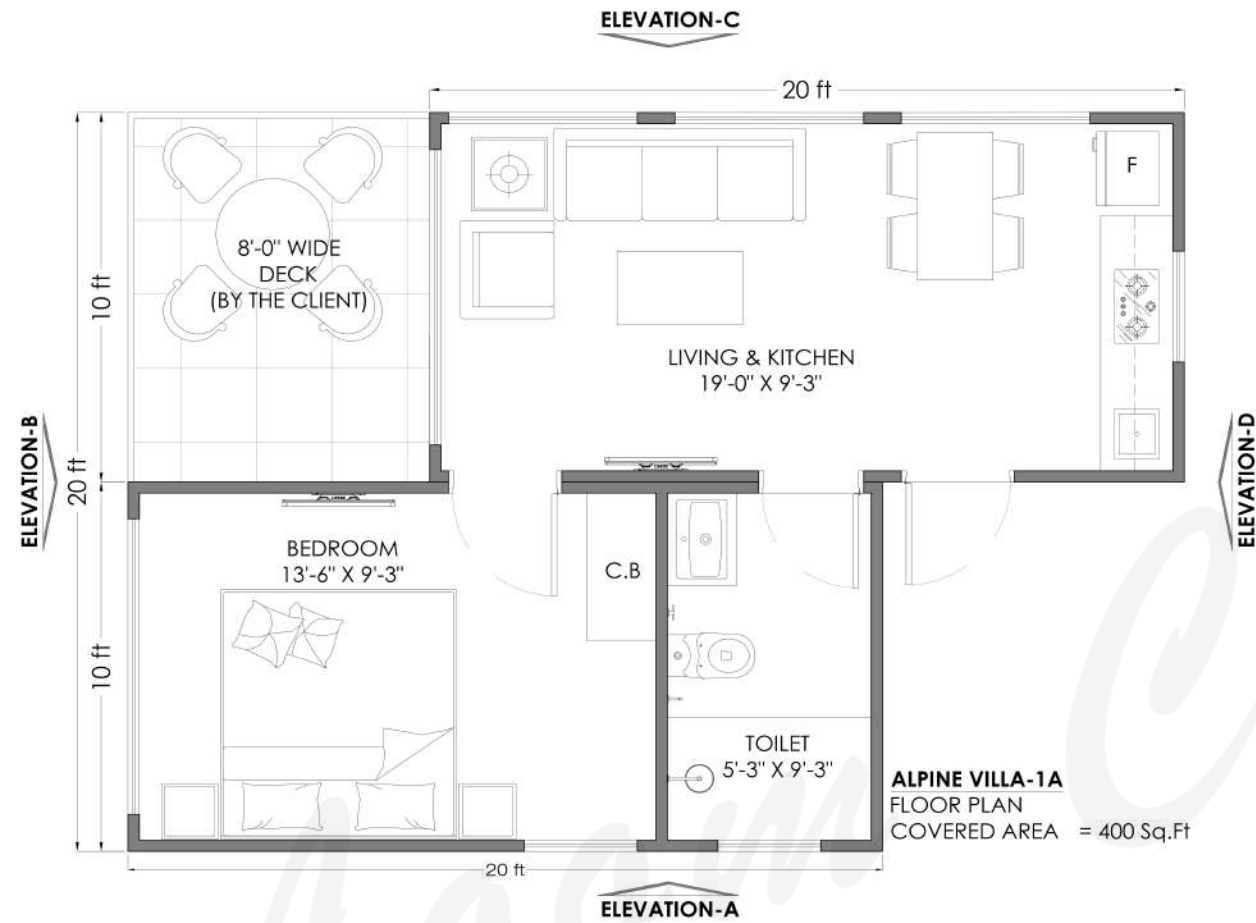 ELEVATION-C
20 ft
8'-0" WIDE
DECK
(BY THE CLIENT)
10 ft
20 ft
F
LIVING & KITCHEN
19'-0" X 9'-3"
ELEVATION-B
ELEVATION-D
BEDROOM
13'-6" X 9'-3"
C.B
10 ft
TOILET
5'-3" X 9'-3"
ALPINE VILLA-1A
FLOOR PLAN
COVERED AREA = 400 Sq.Ft
20 ft
ELEVATION-A